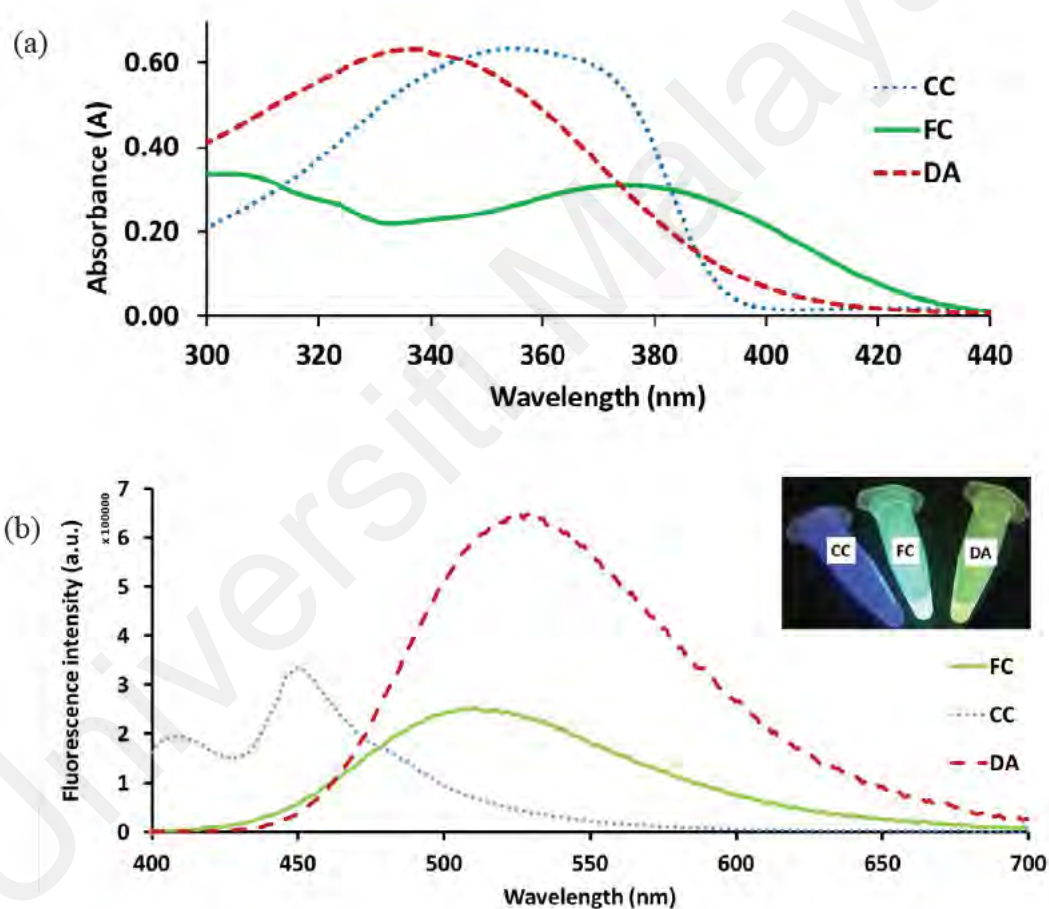 (a)
Absorbance (A)
0.60
0.40
0.20
0.00
300 320 340 360 380 400 420 440
Wavelength (nm)
CC
FC
DA
(b)
Fluorescence intensity (a.u.)
x 100000
7
6
5
4
3
2
1
0
400 450 500 550 600 650 700
Wavelength (nm)
CC FC DA
FC
CC
DA
Universiti Malaya